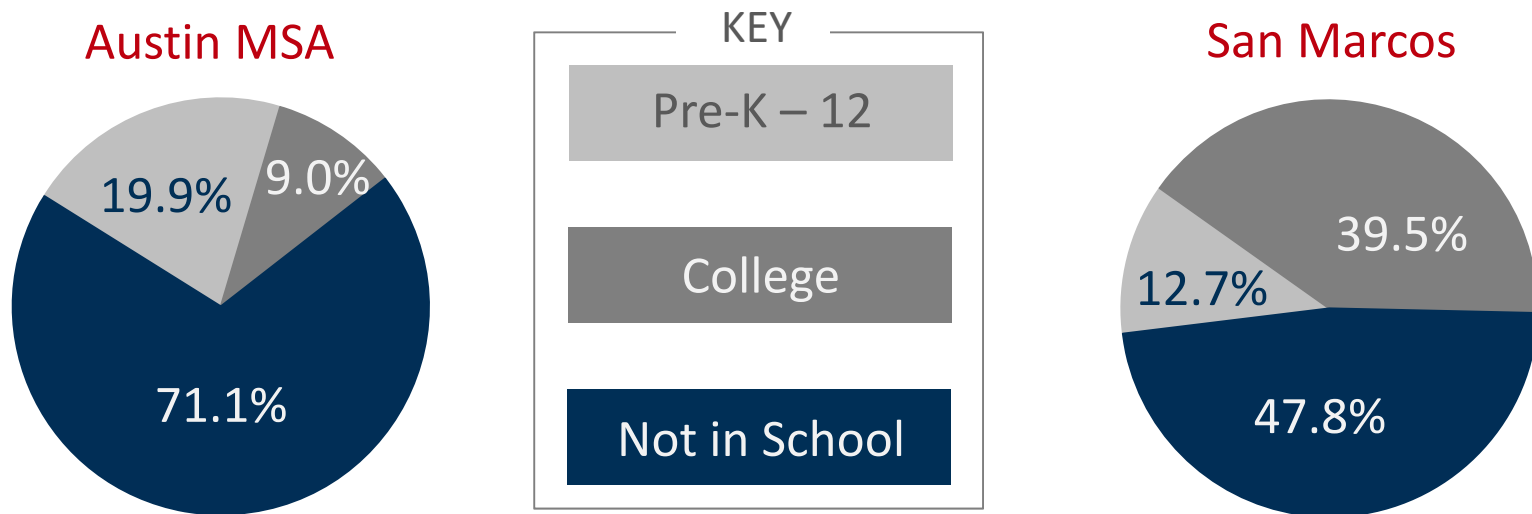 Austin MSA
19.9%
9.0%
71.1%
KEY
Pre-K – 12
College
Not in School
San Marcos
39.5%
12.7%
47.8%